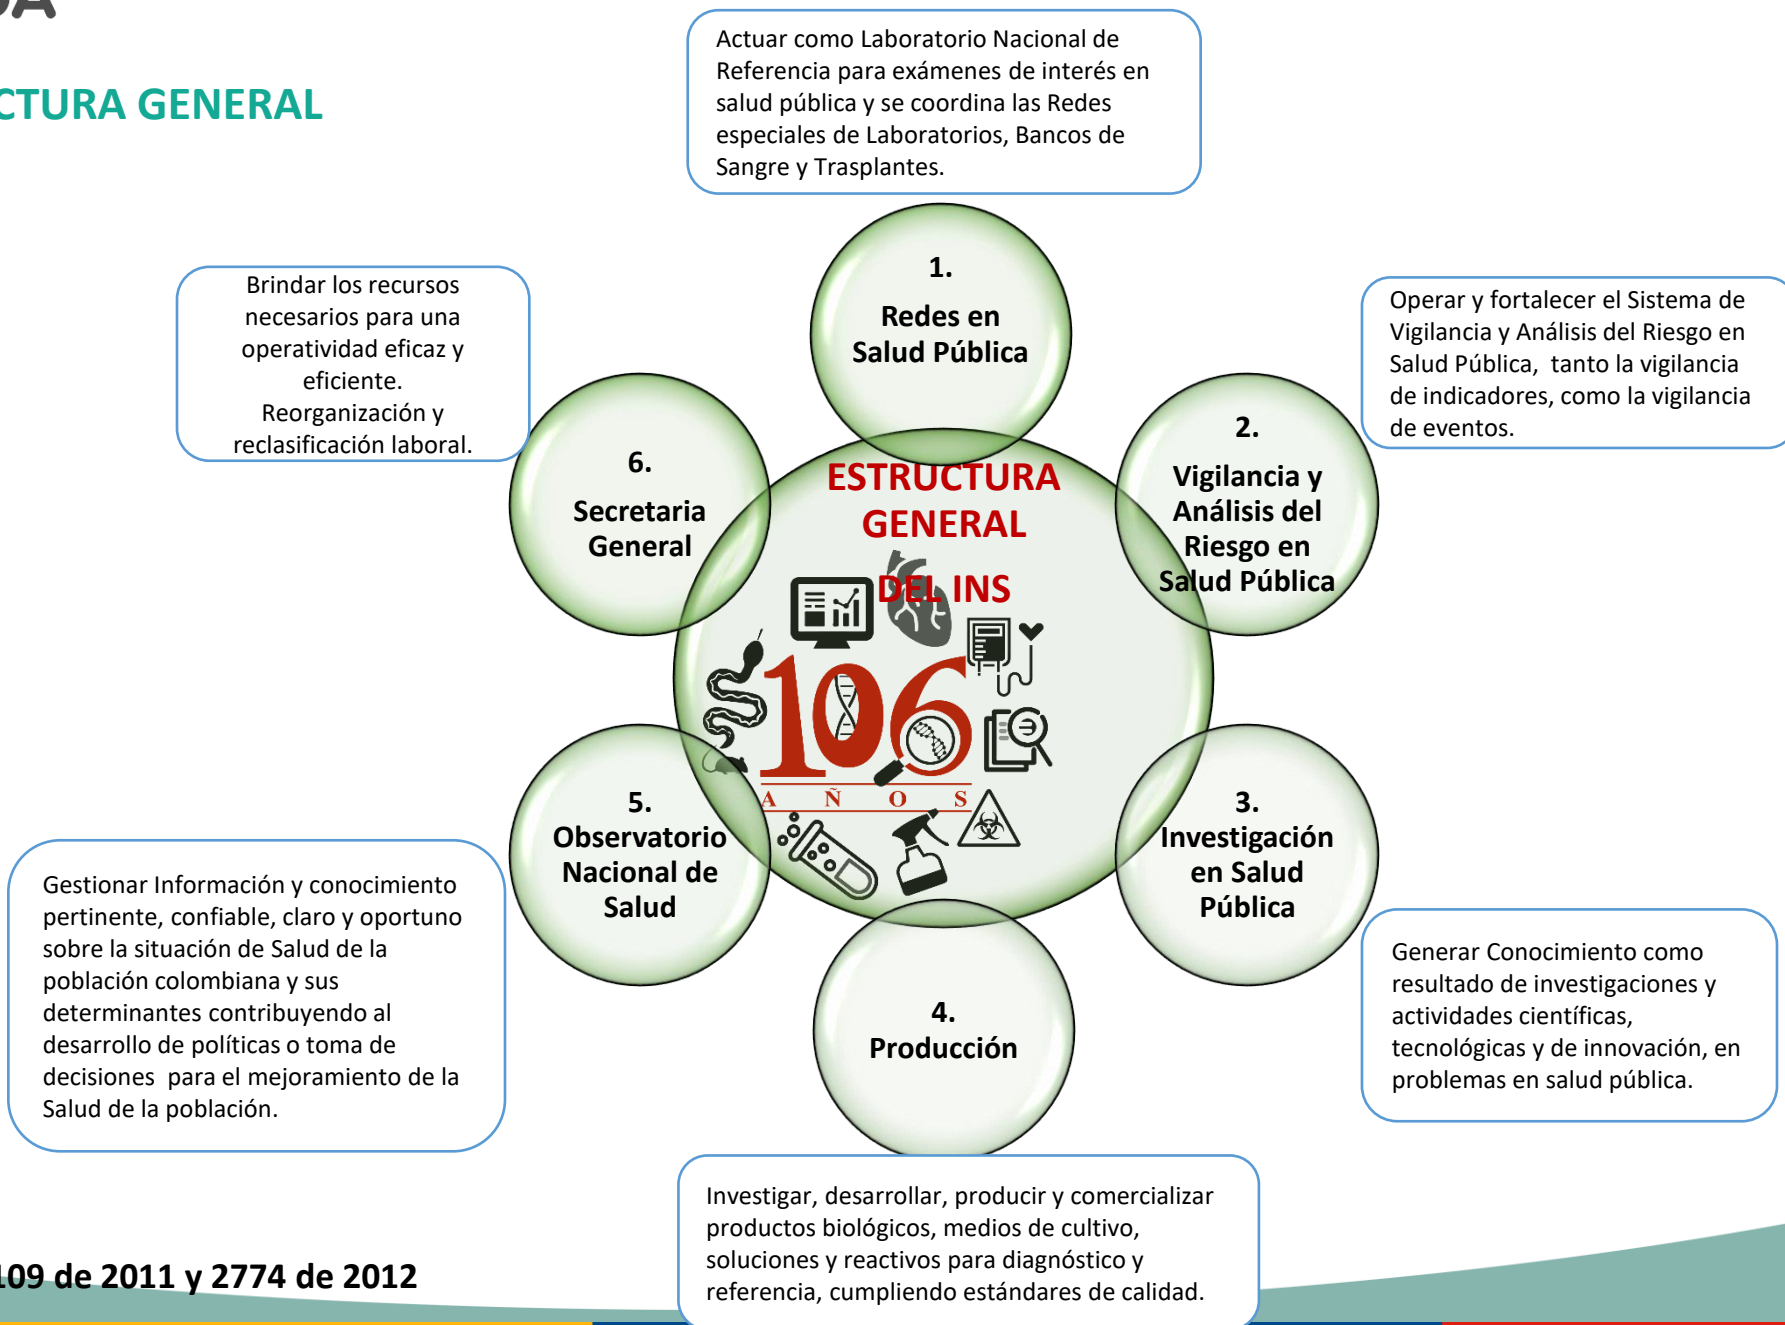 CTURA GENERAL
Actuar como Laboratorio Nacional de
Referencia para exámenes de interés en
salud pública y se coordina las Redes
especiales de Laboratorios, Bancos de
Sangre y Trasplantes.
1.
Redes en
Salud Pública
Operar y fortalecer el Sistema de
Vigilancia y Análisis del Riesgo en
Salud Pública, tanto la vigilancia
de indicadores, como la vigilancia
de eventos.
2.
Vigilancia y
Análisis del
Riesgo en
Salud Pública
Brindar los recursos
necesarios para una
operatividad eficaz y
eficiente.
Reorganización y
reclasificación laboral.
6.
Secretaria
General
ESTRUCTURA
GENERAL
DEL INS
106
AÑOS
3.
Investigación
en Salud
Pública
Generar Conocimiento como
resultado de investigaciones y
actividades científicas,
tecnológicas y de innovación, en
problemas en salud pública.
5.
Observatorio
Nacional de
Salud
Gestionar Información y conocimiento
pertinente, confiable, claro y oportuno
sobre la situación de Salud de la
población colombiana y sus
determinantes contribuyendo al
desarrollo de políticas o toma de
decisiones para el mejoramiento de la
Salud de la población.
4.
Producción
Investigar, desarrollar, producir y comercializar
productos biológicos, medios de cultivo,
soluciones y reactivos para diagnóstico y
referencia, cumpliendo estándares de calidad.
109 de 2011 y 2774 de 2012